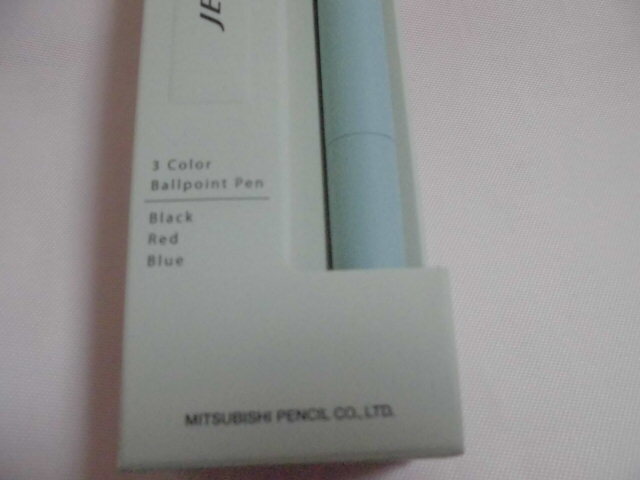 JE
3 Color
Ballpoint Pen
Black
Red
Blue
MITSUBISHI PENCIL CO., LTD.